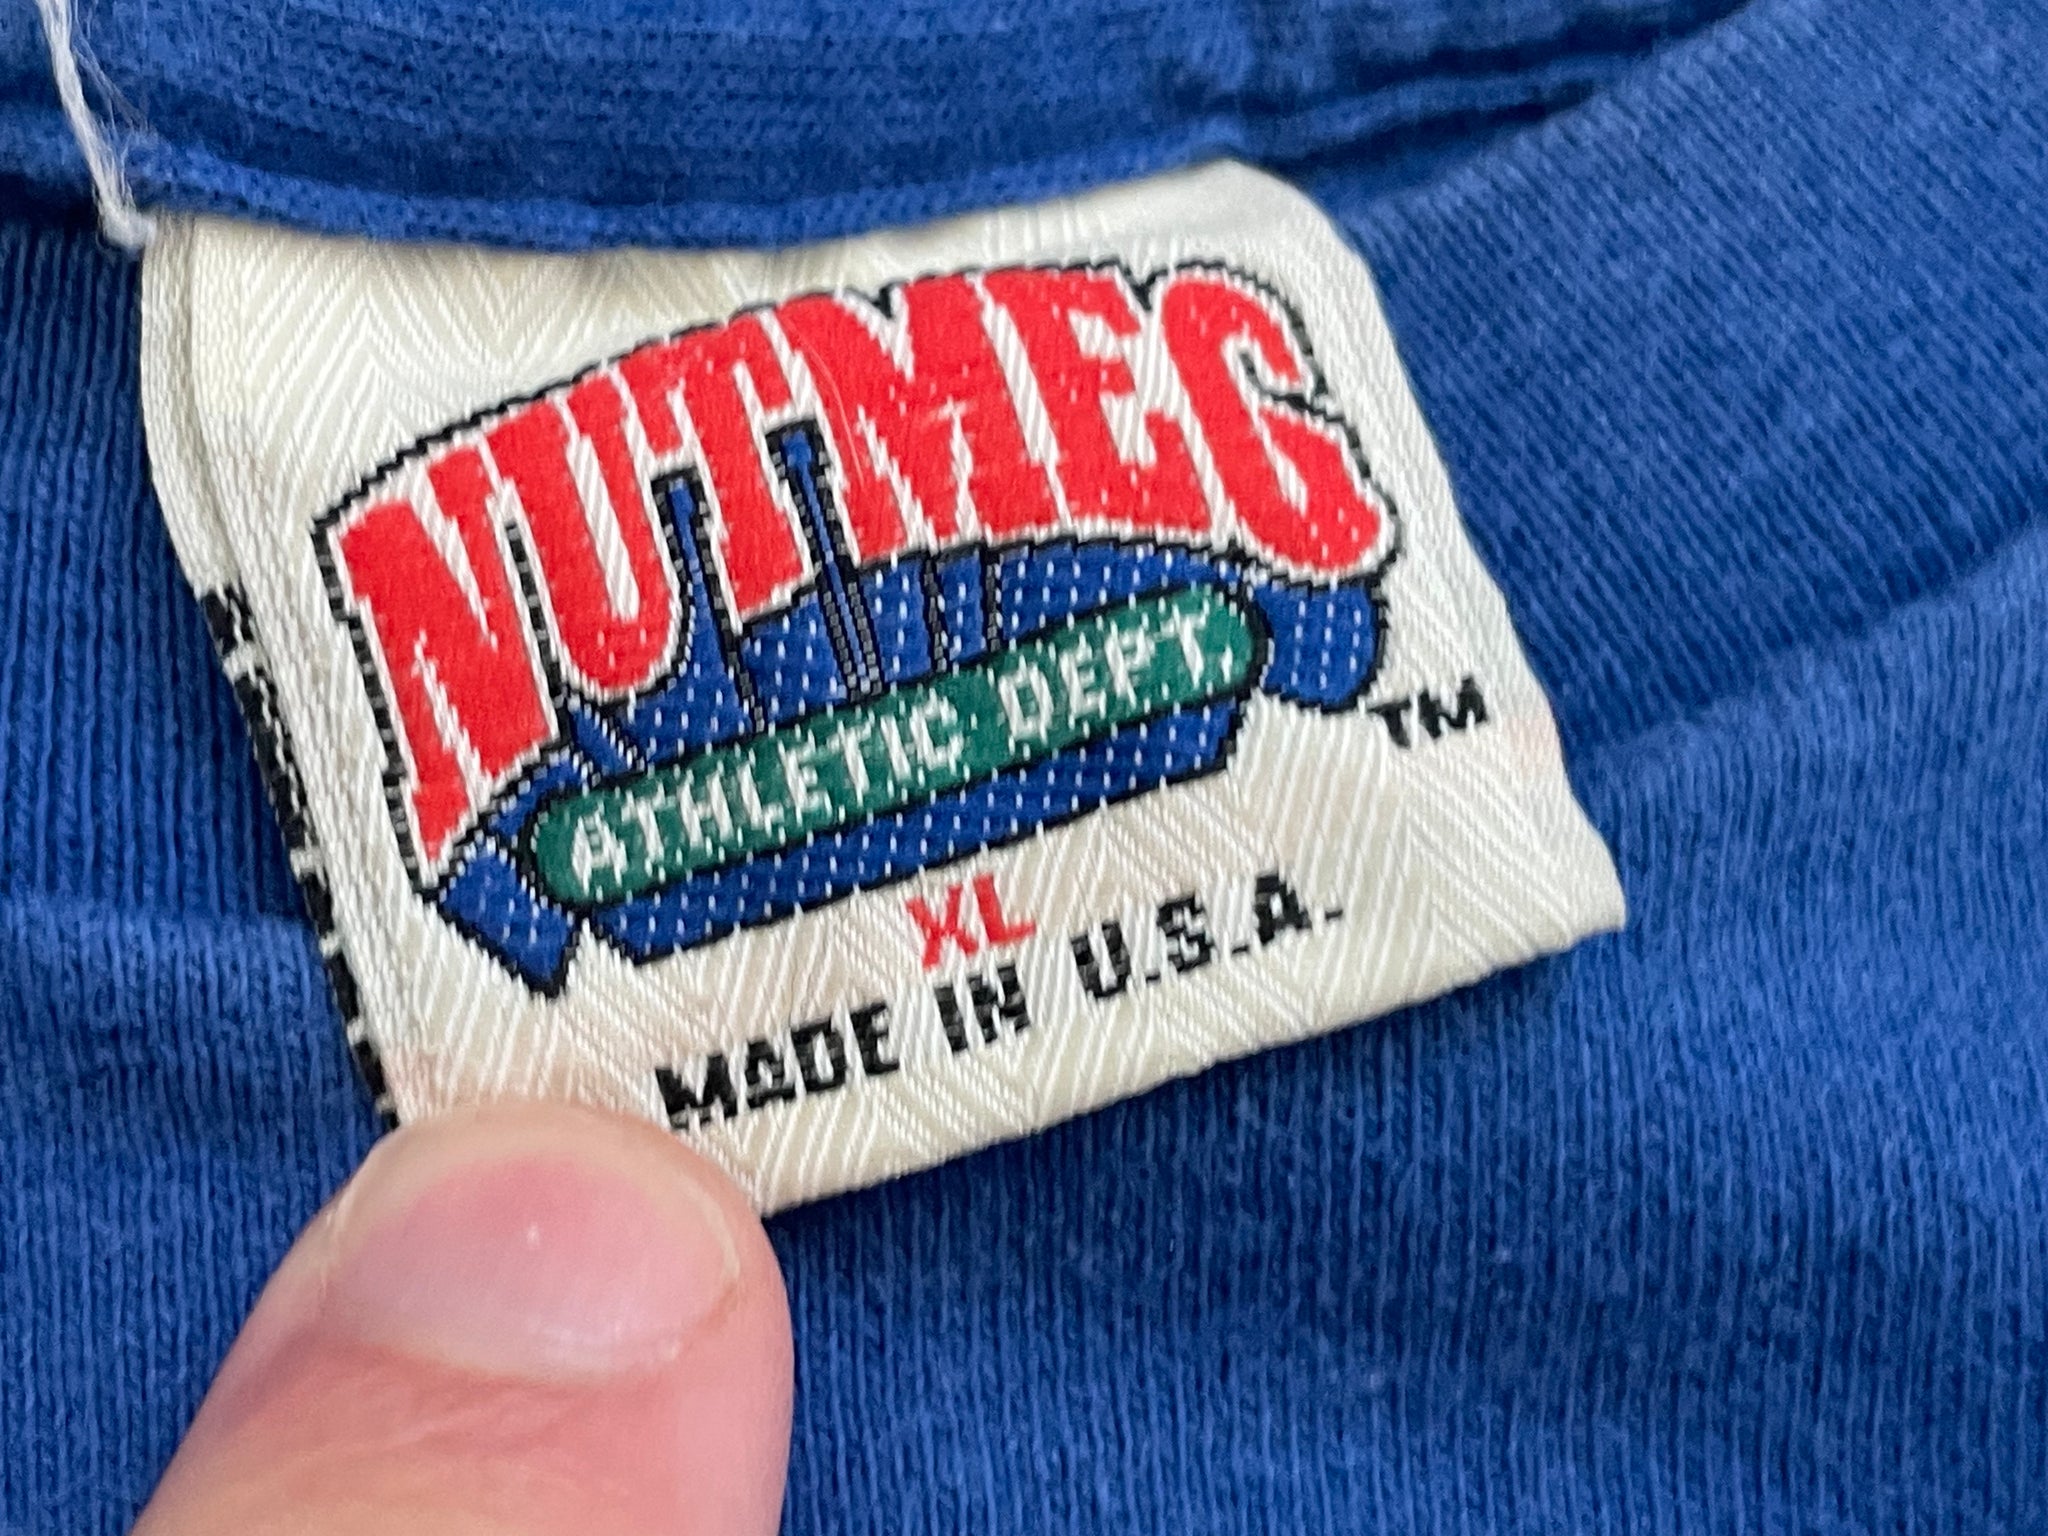 NUTMEG
ATHLETIC DEPT.
TM
XL
MADE IN U.S.A.